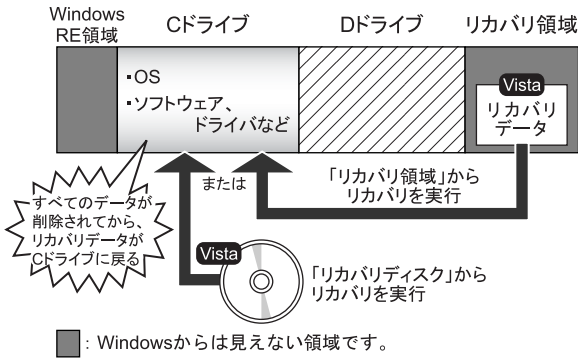 Windows
RE領域
Cドライブ
Dドライブ
リカバリ領域
・OS
・ソフトウェア、
ドライバなど
Vista
リカバリ
データ
または
「リカバリ領域」から
リカバリを実行
すべてのデータが
削除されてから、
リカバリデータが
Cドライブに戻る
Vista
「リカバリディスク」から
リカバリを実行
：Windowsからは見えない領域です。